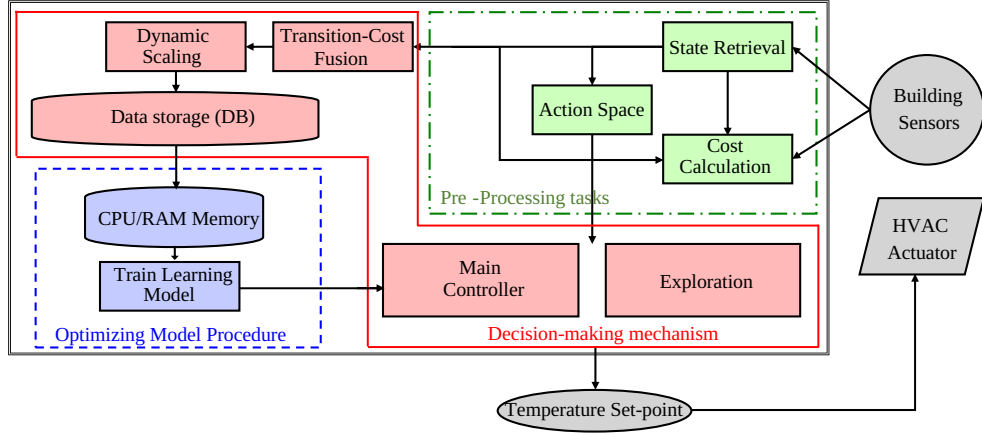 Dynamic
Scaling
Transition-Cost
Fusion
State Retrieval
Data storage (DB)
Action Space
Cost
Calculation
Building
Sensors
Pre -Processing tasks
CPU/RAM Memory
HVAC
Actuator
Train Learning
Model
Main
Controller
Exploration
Optimizing Model Procedure
Decision-making mechanism
Temperature Set-point